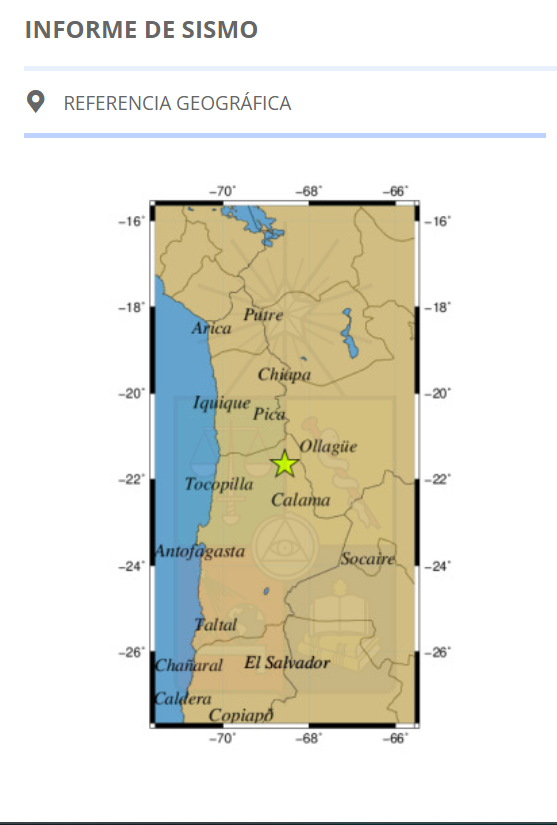 INFORME DE SISMO
REFERENCIA GEOGRÁFICA
−70˚ −68˚ −66˚
−16˚ −16˚
−18˚ −18˚
Putre
Arica
Chiapa
−20˚ −20˚
Iquique
Pica
Ollagüe
−22˚ −22˚
Tocopilla
Calama
Antofagasta
Socaire
−24˚ −24˚
Taltal
−26˚ −26˚
Chañaral El Salvador
Caldera
Copiapó
−70˚ −68˚ −66˚